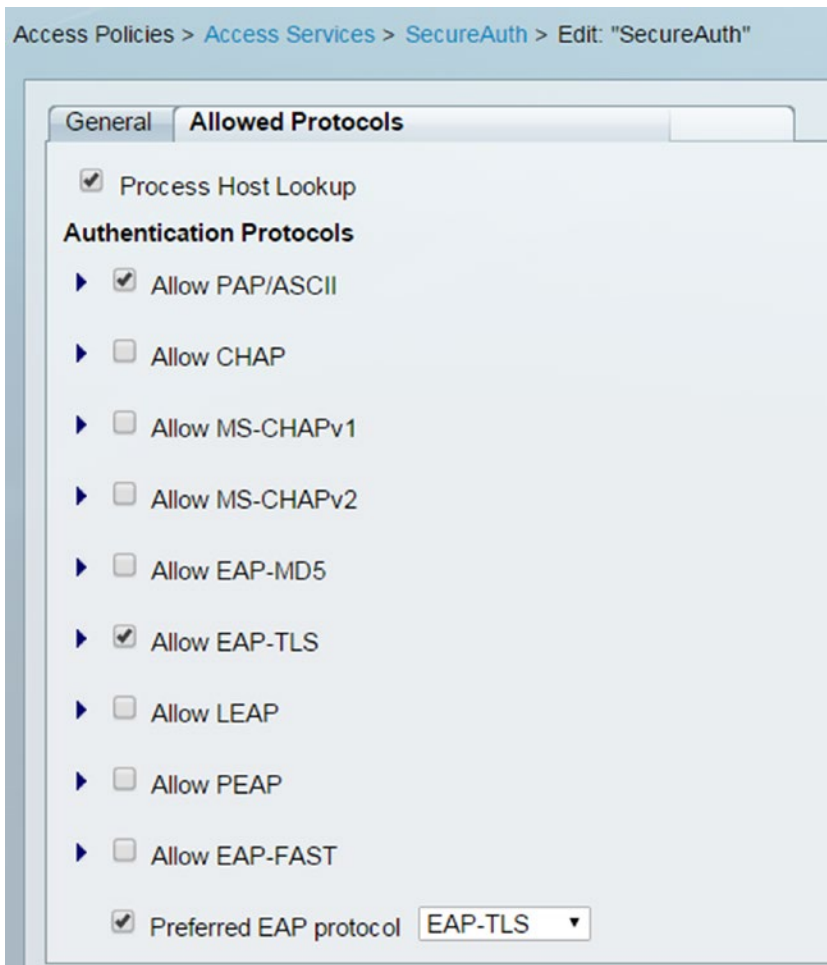 Access Policies > Access Services > SecureAuth > Edit: "SecureAuth"
General Allowed Protocols
Process Host Lookup
Authentication Protocols
Allow PAP/ASCII
Allow CHAP
Allow MS-CHAPv1
Allow MS-CHAPv2
Allow EAP-MD5
Allow EAP-TLS
Allow LEAP
Allow PEAP
Allow EAP-FAST
Preferred EAP protocol EAP-TLS